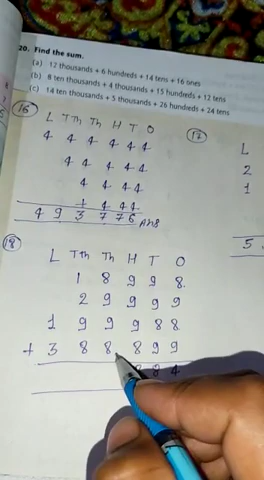 20. Find the sum.
(a) 12 thousands + 6 hundreds + 14 tens + 16 ones
(b) 8 ten thousands + 4 thousands + 15 hundreds + 12 tens
(c) 14 ten thousands + 5 thousands + 26 hundreds + 24 tens
16
L T Th Th H T O
4 4 4 4 4 4
4 4 4 4 4
4 4 4 4
+ 4 4 4
4 9 3 7 7 6 Ans
17
L
2
1
5
18
L T Th Th H T O
1 8 9 9 8
2 9 9 9 9
1 9 9 9 8 8
+ 3 8 8 8 9 9
8 4